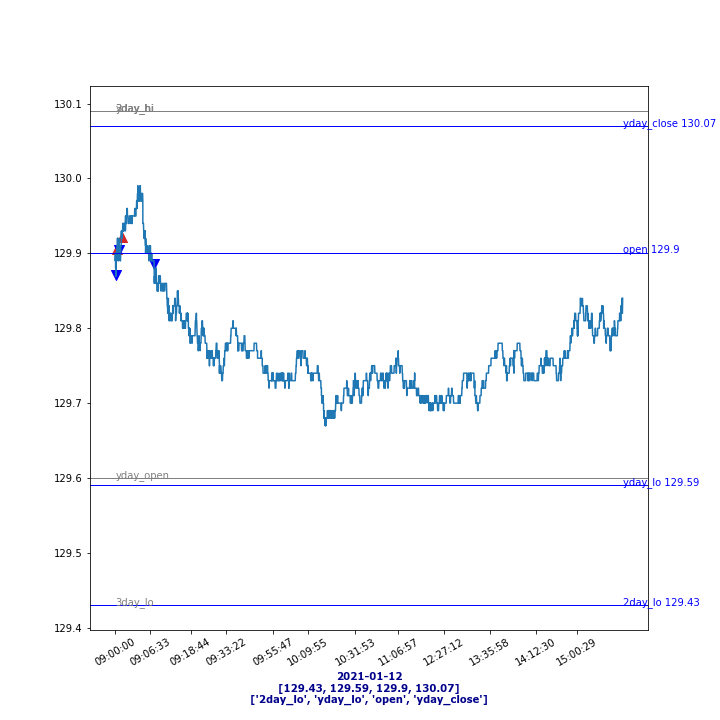 130.1
130.0
129.9
129.8
129.7
129.6
129.5
129.4
yday_hi
yday_close 130.07
open 129.9
yday_open
yday_lo 129.59
3day_lo
2day_lo 129.43
09:00:00
09:06:33
09:18:44
09:33:22
09:55:47
10:09:55
10:31:53
11:06:57
12:27:12
13:35:58
14:12:30
15:00:29
2021-01-12
[129.43, 129.59, 129.9, 130.07]
['2day_lo', 'yday_lo', 'open', 'yday_close']